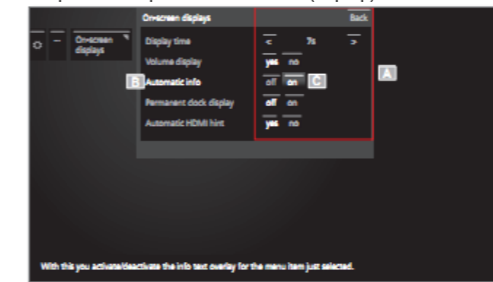 On-screen displays Back
On-screen
displays
Display time < 7s >
Volume display yes no
B Automatic info off on C A
Permanent clock display off on
Automatic HDMI hint yes no
With this you activate/deactivate the info text overlay for the menu item just selected.